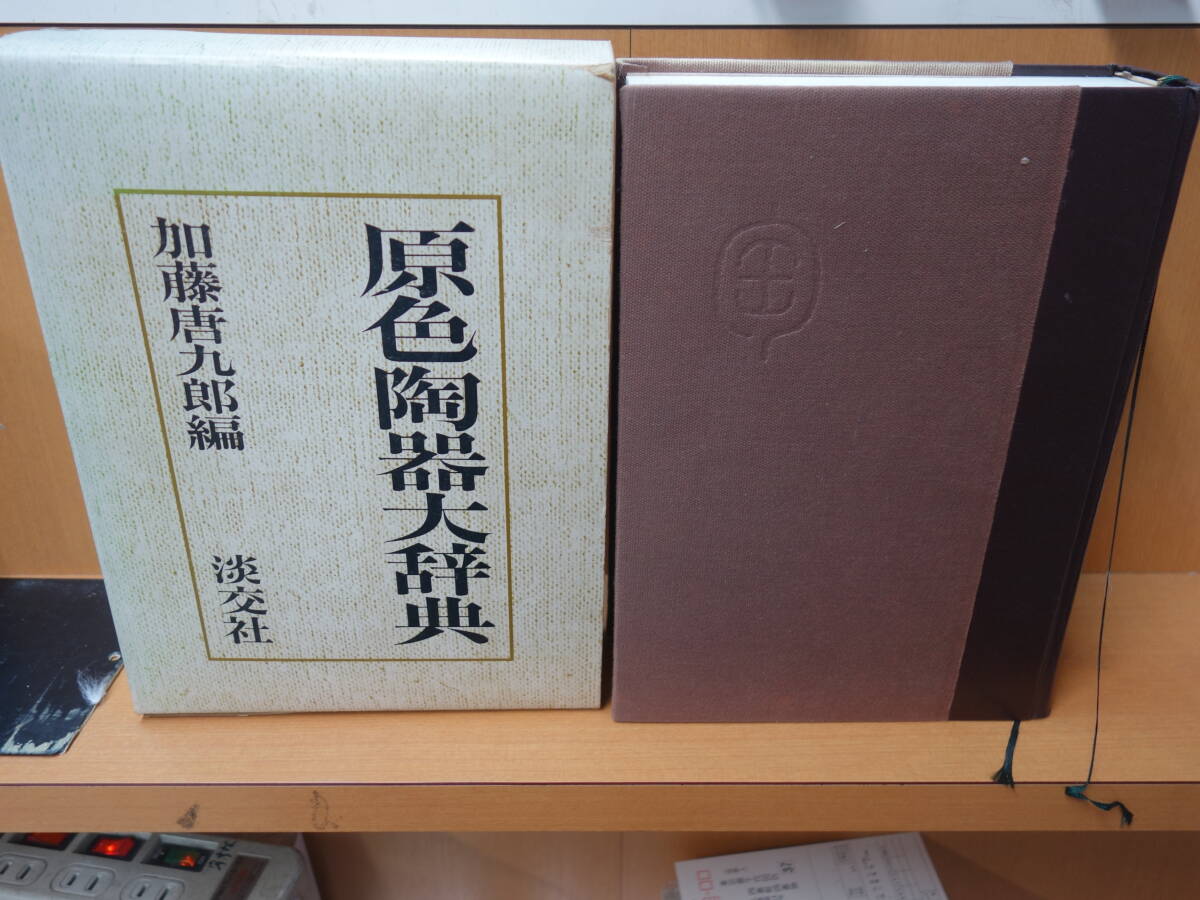 原色陶器大辞典
加藤唐九郎編
淡交社